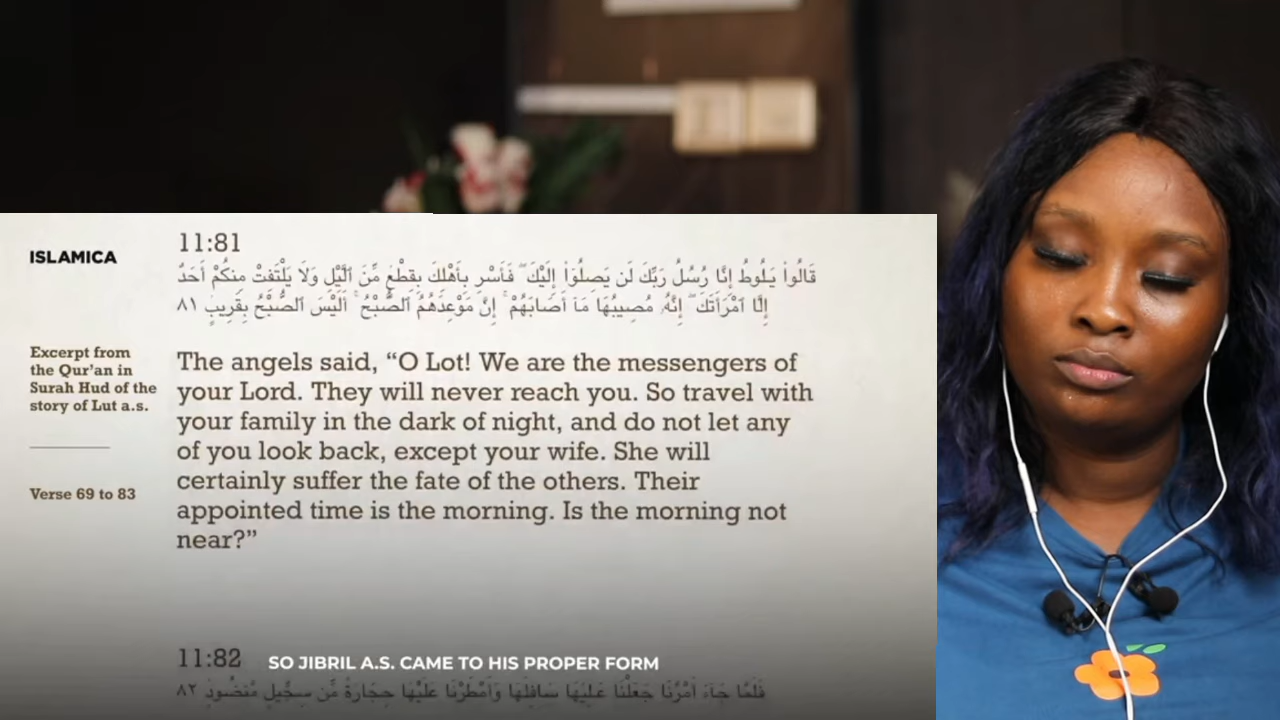 ISLAMICA
11:81
قَالُوا۟ يَـٰلُوطُ إِنَّا رُسُلُ رَبِّكَ لَن يَصِلُوٓا۟ إِلَيْكَ ۖ فَأَسْرِ بِأَهْلِكَ بِقِطْعٍ مِّنَ ٱلَّيْلِ وَلَا يَلْتَفِتْ مِنكُمْ أَحَدٌ
إِلَّا ٱمْرَأَتَكَ ۖ إِنَّهُۥ مُصِيبُهَا مَآ أَصَابَهُمْ ۚ إِنَّ مَوْعِدَهُمُ ٱلصُّبْحُ ۚ أَلَيْسَ ٱلصُّبْحُ بِقَرِيبٍ ٨١
Excerpt from
the Qur’an in
Surah Hud of the
story of Lut a.s.
Verse 69 to 83
The angels said, “O Lot! We are the messengers of
your Lord. They will never reach you. So travel with
your family in the dark of night, and do not let any
of you look back, except your wife. She will
certainly suffer the fate of the others. Their
appointed time is the morning. Is the morning not
near?”
11:82
SO JIBRIL A.S. CAME TO HIS PROPER FORM
فَلَمَّا جَآءَ أَمْرُنَا جَعَلْنَا عَـٰلِيَهَا سَافِلَهَا وَأَمْطَرْنَا عَلَيْهَا حِجَارَةً مِّن سِجِّيلٍ مَّنضُودٍ ٨٢